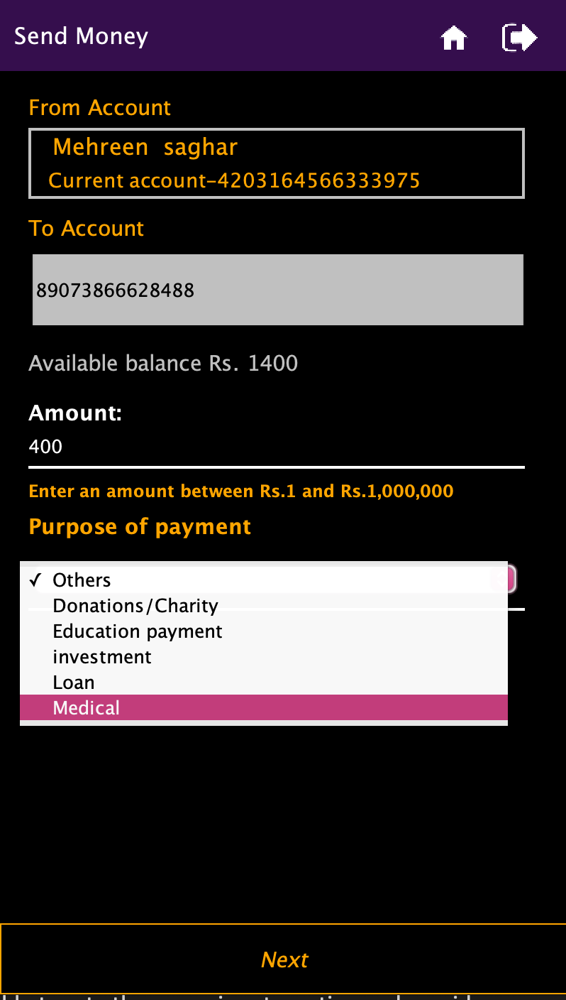 Send Money
From Account
Mehreen saghar
Current account-4203164566333975
To Account
89073866628488
Available balance Rs. 1400
Amount:
400
Enter an amount between Rs.1 and Rs.1,000,000
Purpose of payment
✓ Others
Donations/Charity
Education payment
investment
Loan
Medical
Next